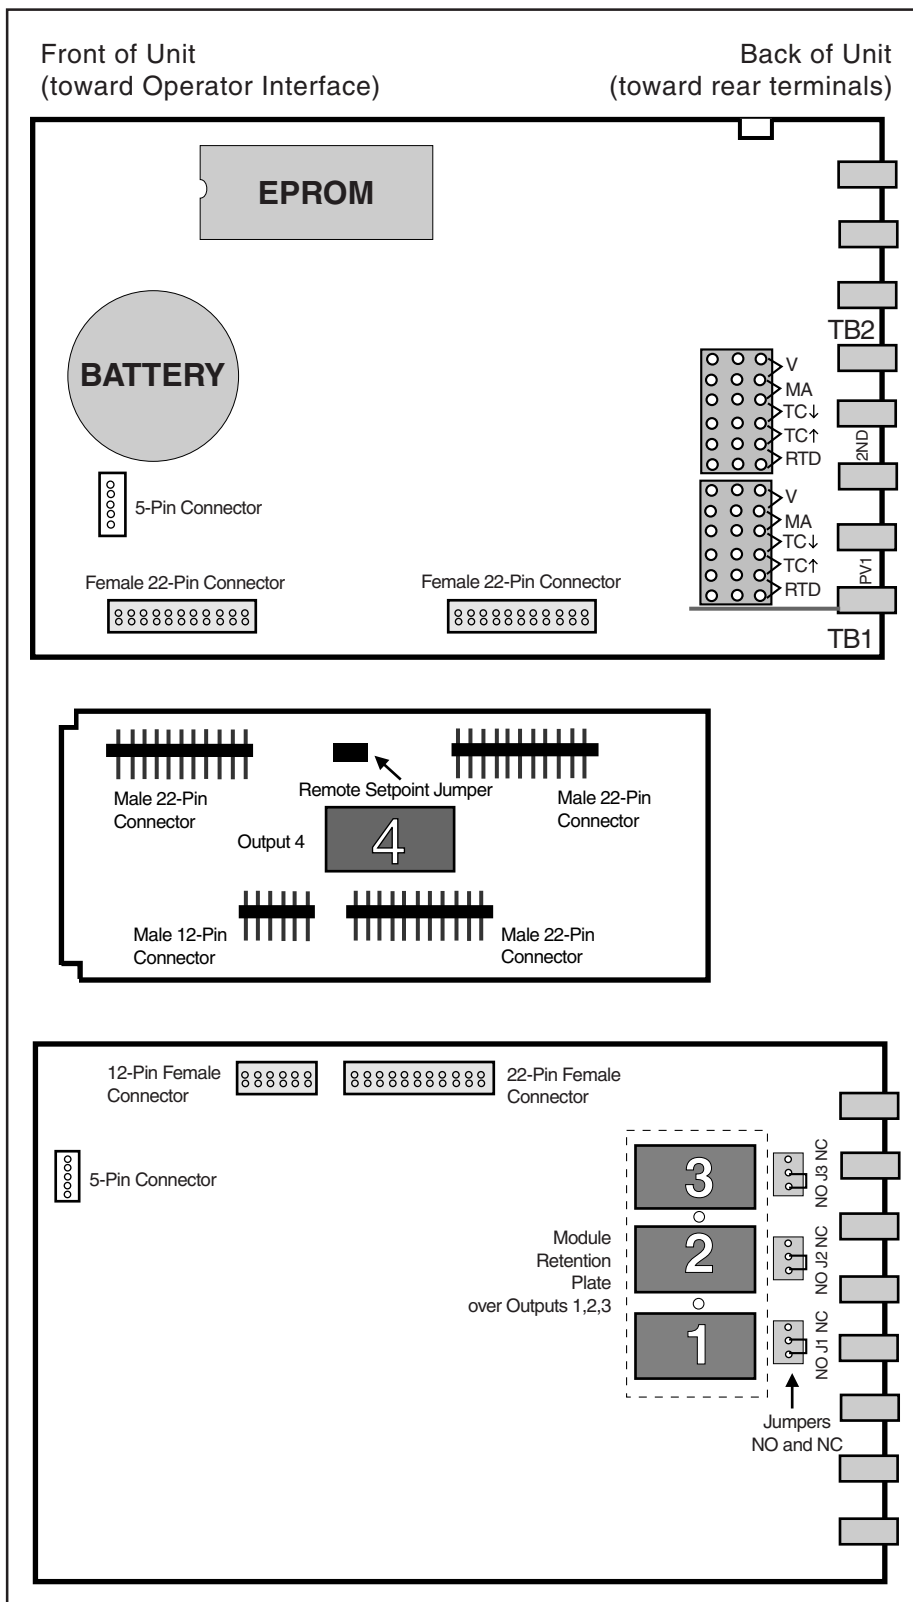 Front of Unit
(toward Operator Interface)
Back of Unit
(toward rear terminals)
EPROM
BATTERY
TB2
V
MA
TC↓
TC↑
RTD
2ND
5-Pin Connector
V
MA
TC↓
TC↑
RTD
PV1
Female 22-Pin Connector
Female 22-Pin Connector
TB1
Male 22-Pin
Connector
Remote Setpoint Jumper
Male 22-Pin
Connector
Output 4
4
Male 12-Pin
Connector
Male 22-Pin
Connector
12-Pin Female
Connector
22-Pin Female
Connector
5-Pin Connector
3
NO J3 NC
Module
Retention
Plate
over Outputs 1,2,3
2
NO J2 NC
1
NO J1 NC
Jumpers
NO and NC